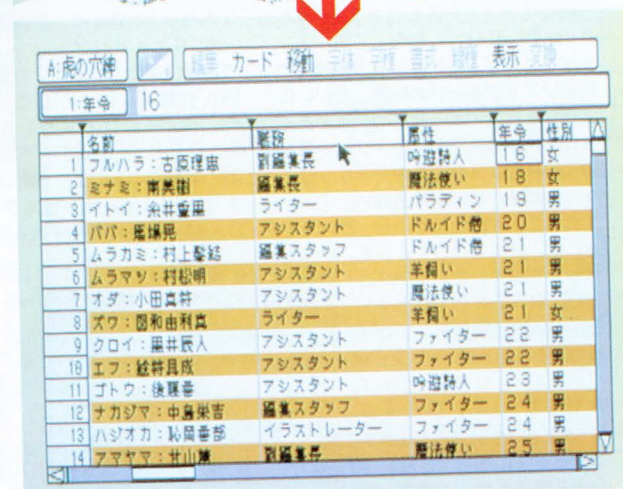 A:虎の穴紳 編集 カード 移動 字体 字種 書式 線種 表示 変換
1:年令 16
名前 職務 属性 年令 性別
1 フルハラ:古原理恵 副編集長 吟遊詩人 16 女
2 ミナミ:南美樹 編集長 魔法使い 18 女
3 イトイ:糸井重里 ライター パラディン 19 男
4 ババ:馬場晃 アシスタント ドルイド僧 20 男
5 ムラカミ:村上 編集スタッフ ドルイド僧 21 男
6 ムラマツ:村松明 アシスタント 羊飼い 21 男
7 オダ:小田真特 アシスタント 魔法使い 21 男
8 ズワ:図和由利真 ライター 羊飼い 21 女
9 クロイ:黒井辰人 アシスタント ファイター 22 男
10 エフ:絵符具成 アシスタント ファイター 22 男
11 ゴトウ:後 アシスタント 吟遊詩人 23 男
12 ナカジマ:中島栄吉 編集スタッフ ファイター 24 男
13 ハジオカ:恥岡番部 イラストレーター ファイター 24 男
14 アマヤマ:甘山 副編集長 魔法使い 25 男